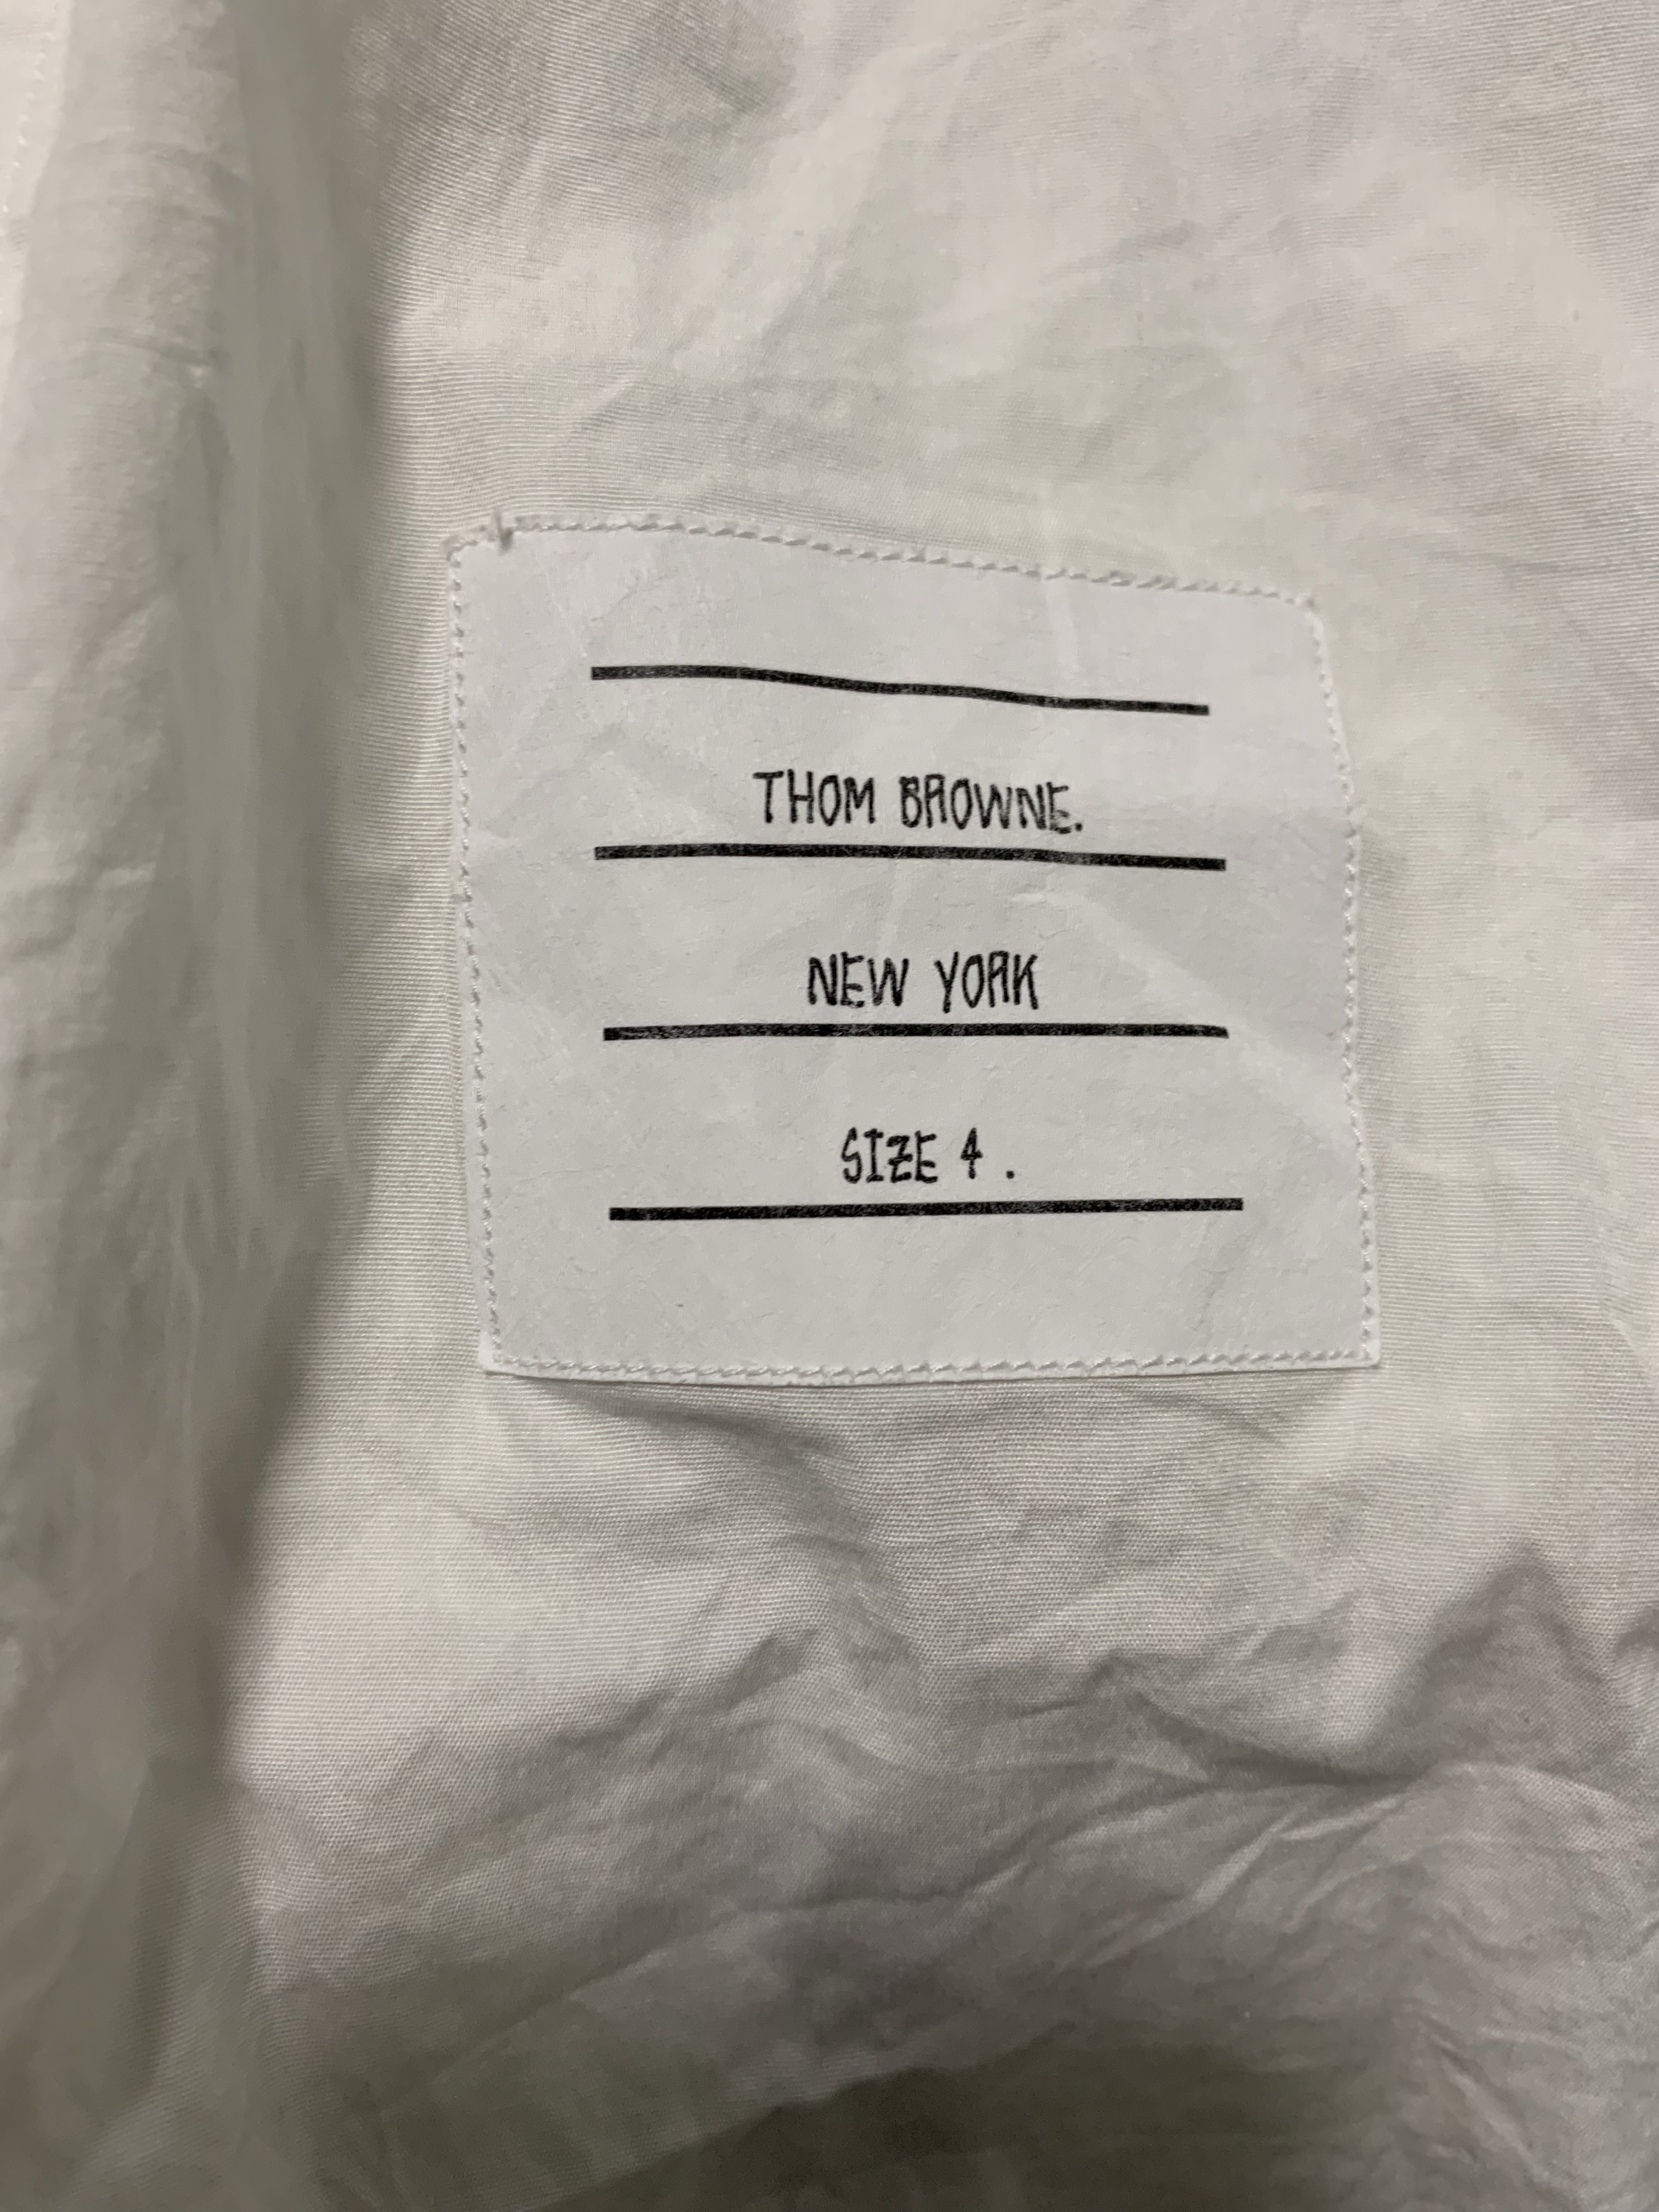 THOM BROWNE.
NEW YORK
SIZE 4 .